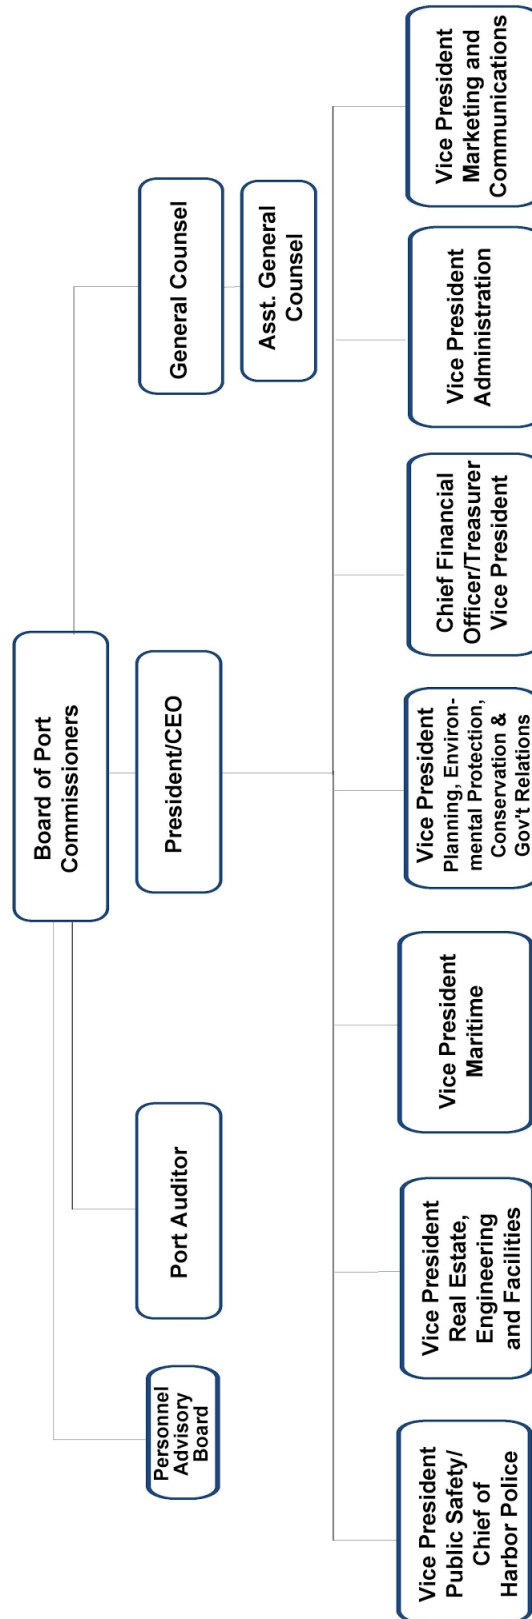 Board of Port
Commissioners
Personnel
Advisory
Board
Port Auditor
President/CEO
General Counsel
Asst. General
Counsel
Vice President
Public Safety/
Chief of
Harbor Police
Vice President
Real Estate,
Engineering
and Facilities
Vice President
Maritime
Vice President
Planning, Environ-
mental Protection,
Conservation &
Gov't Relations
Chief Financial
Officer/Treasurer
Vice President
Vice President
Administration
Vice President
Marketing and
Communications